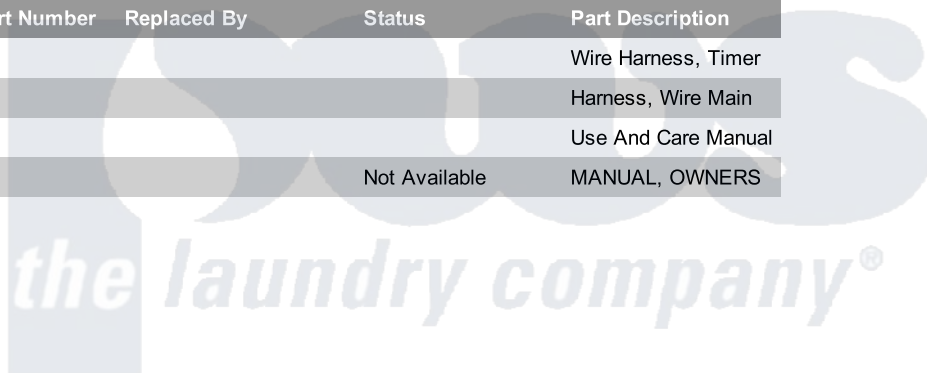 rt Number Replaced By Status Part Description
Wire Harness, Timer
Harness, Wire Main
Use And Care Manual
Not Available MANUAL, OWNERS
the laundry company®